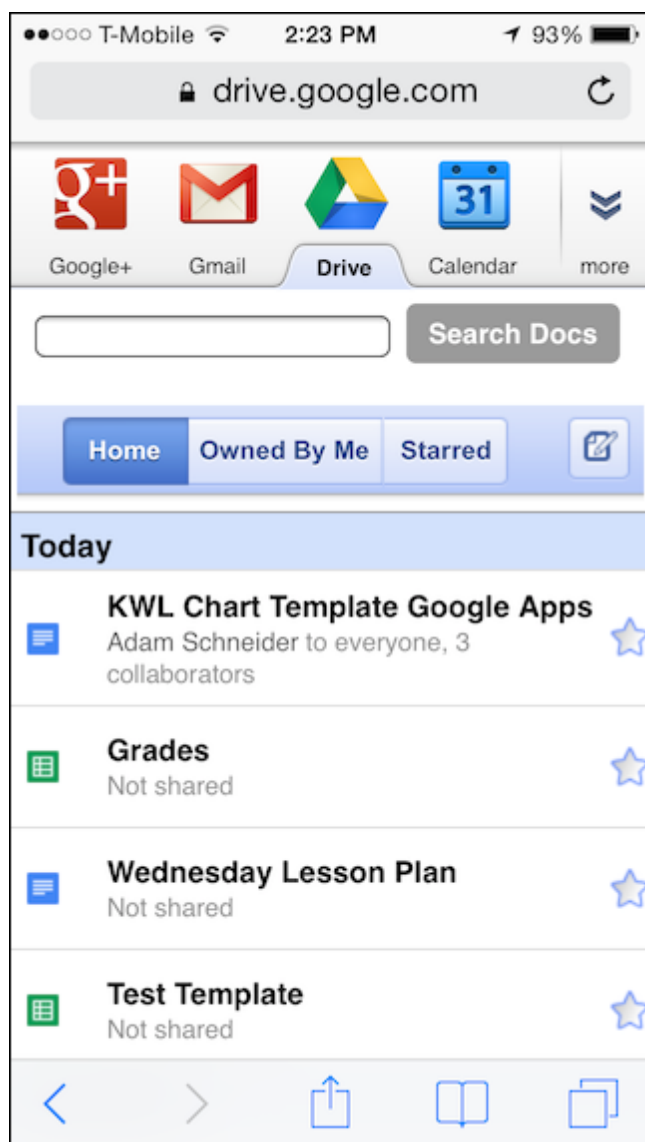 T-Mobile 2:23 PM 93%
drive.google.com
g+ 31
Google+ Gmail Drive Calendar more
Search Docs
Home Owned By Me Starred
Today
KWL Chart Template Google Apps
Adam Schneider to everyone, 3
collaborators
Grades
Not shared
Wednesday Lesson Plan
Not shared
Test Template
Not shared